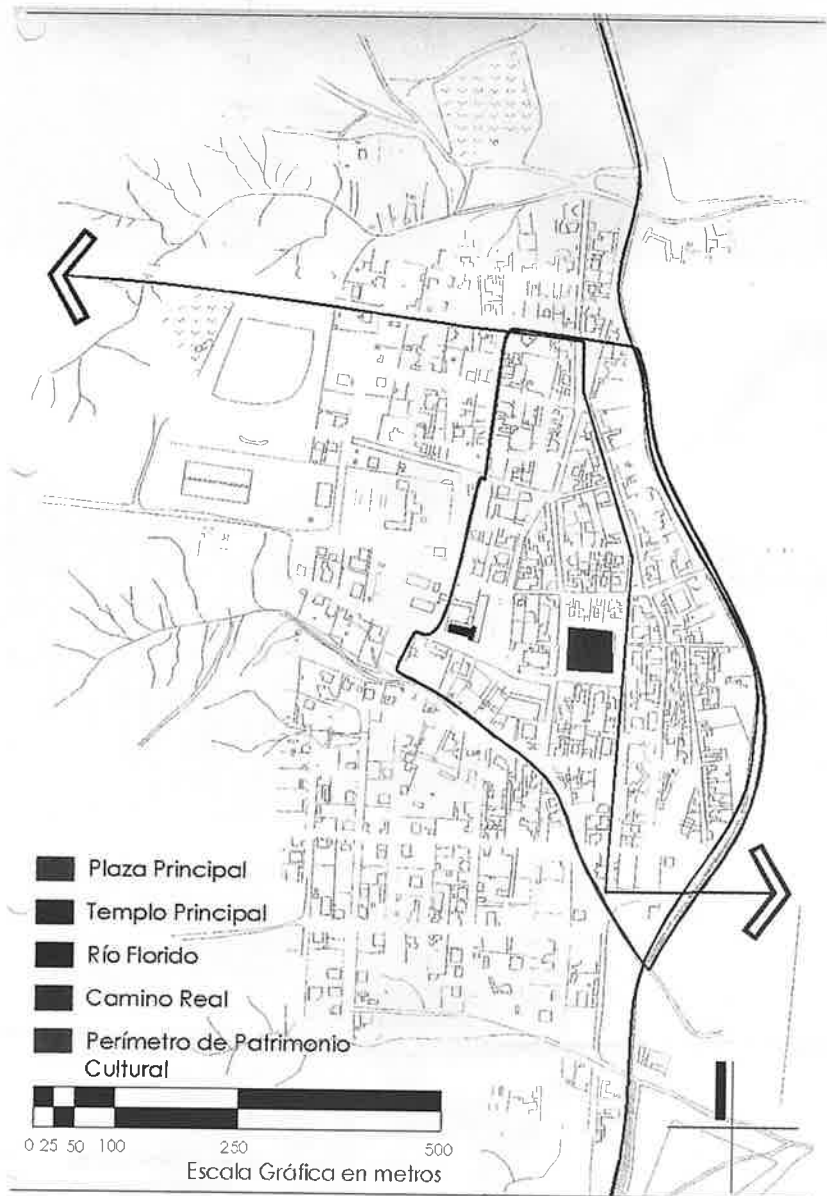 Plaza Principal
Templo Principal
Río Florido
Camino Real
Perímetro de Patrimonio
Cultural
0 25 50 100 250 500
Escala Gráfica en metros